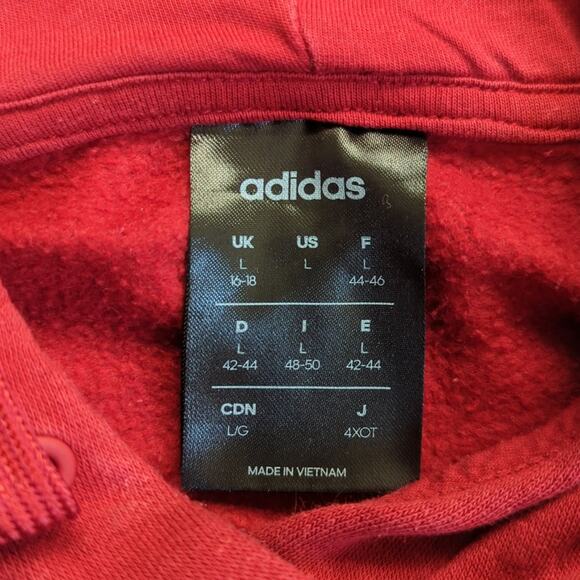 adidas
UK US F
L L L
16-18 44-46
D I E
L L L
42-44 48-50 42-44
CDN J
L/G 4XOT
MADE IN VIETNAM